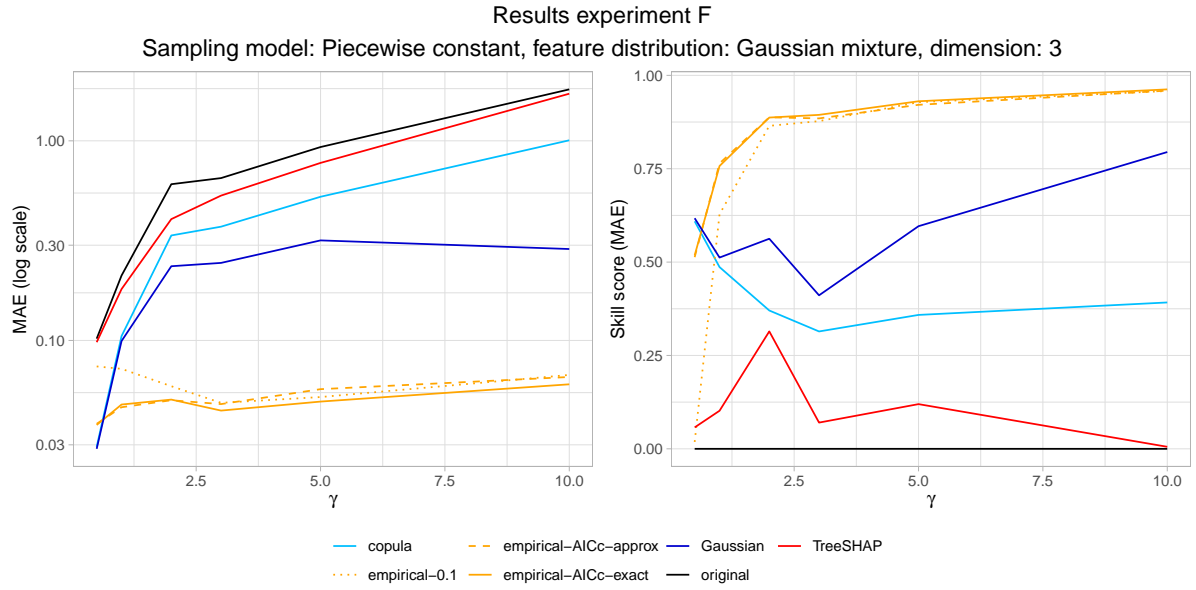 Results experiment F
Sampling model: Piecewise constant, feature distribution: Gaussian mixture, dimension: 3
MAE (log scale)
1.00
0.30
0.10
0.03
2.5
5.0
7.5
10.0
γ
Skill score (MAE)
1.00
0.75
0.50
0.25
0.00
2.5
5.0
7.5
10.0
γ
copula
empirical−AICc−approx
Gaussian
TreeSHAP
empirical−0.1
empirical−AICc−exact
original